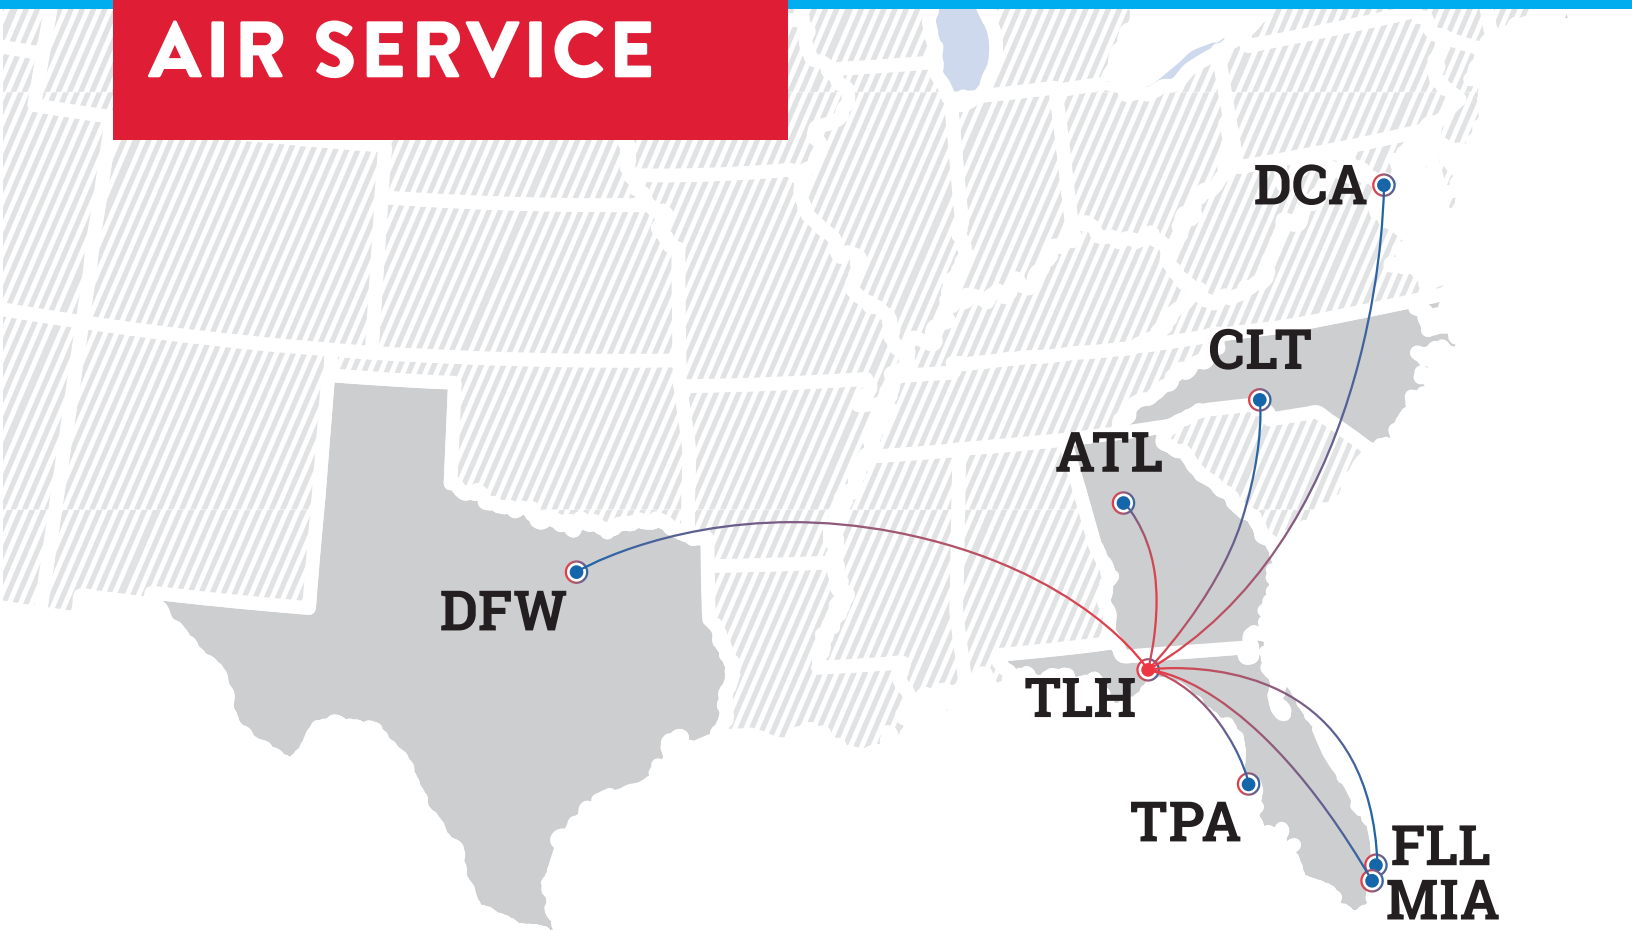 AIR SERVICE
DCA
CLT
ATL
DFW
TLH
TPA
FLL
MIA